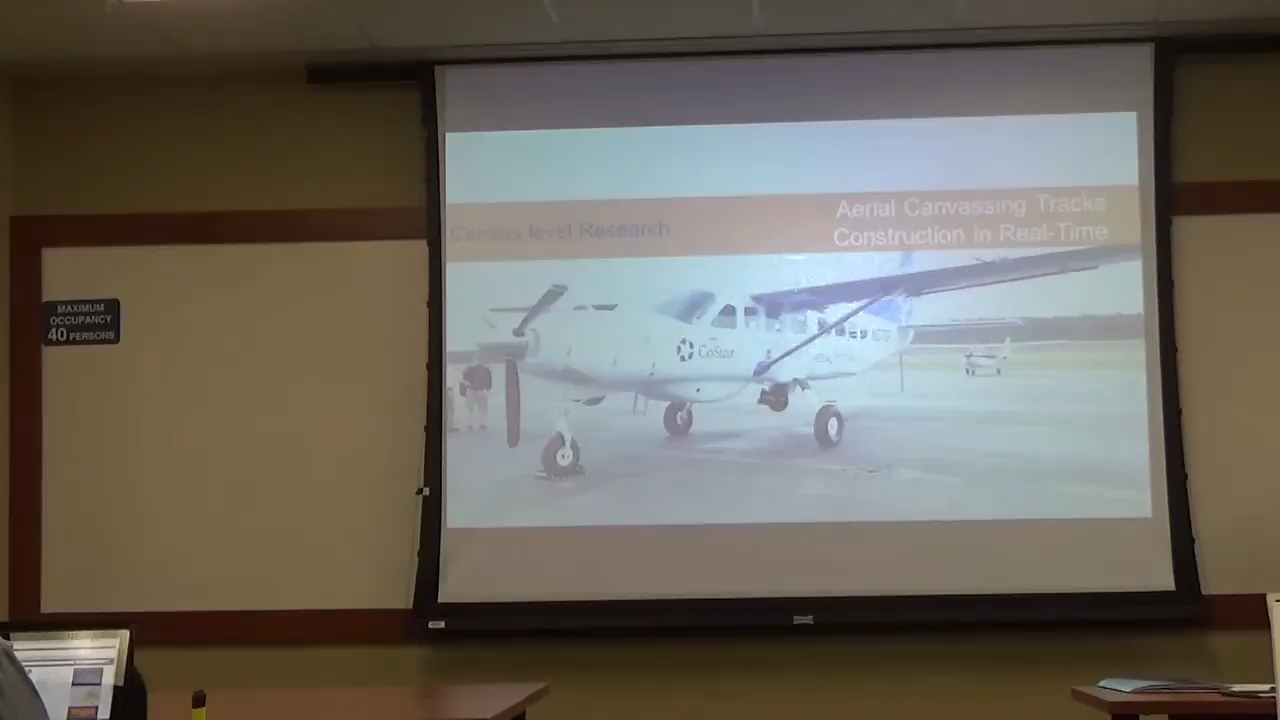 Aerial Canvassing Tracks
Construction in Real-Time
Census level Research
MAXIMUM
OCCUPANCY
40 PERSONS
CoStar